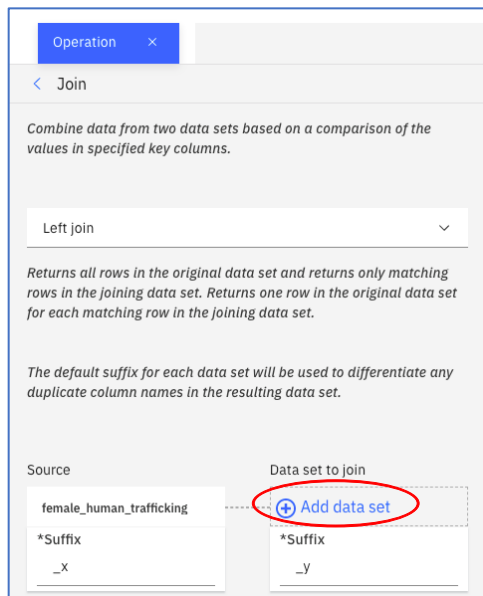 Operation ×
Join
Combine data from two data sets based on a comparison of the
values in specified key columns.
Left join
Returns all rows in the original data set and returns only matching
rows in the joining data set. Returns one row in the original data set
for each matching row in the joining data set.
The default suffix for each data set will be used to differentiate any
duplicate column names in the resulting data set.
Source
Data set to join
female_human_trafficking
Add data set
*Suffix
*Suffix
_x
_y